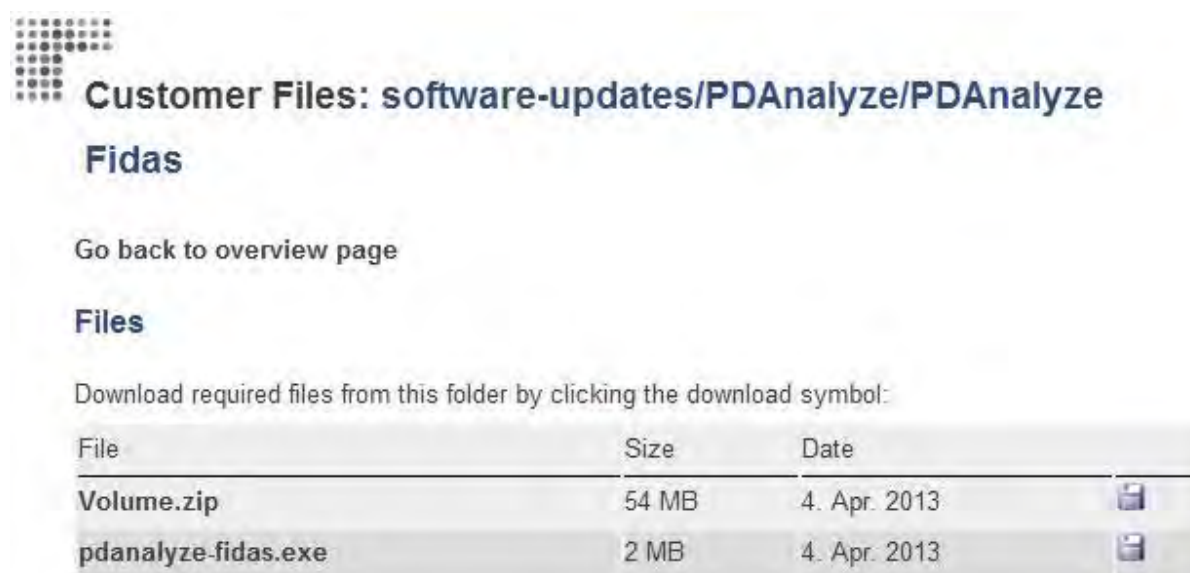 Customer Files: software-updates/PDAnalyze/PDAnalyze
Fidas
Go back to overview page
Files
Download required files from this folder by clicking the download symbol:
File Size Date
Volume.zip 54 MB 4. Apr. 2013
pdanalyze-fidas.exe 2 MB 4. Apr. 2013